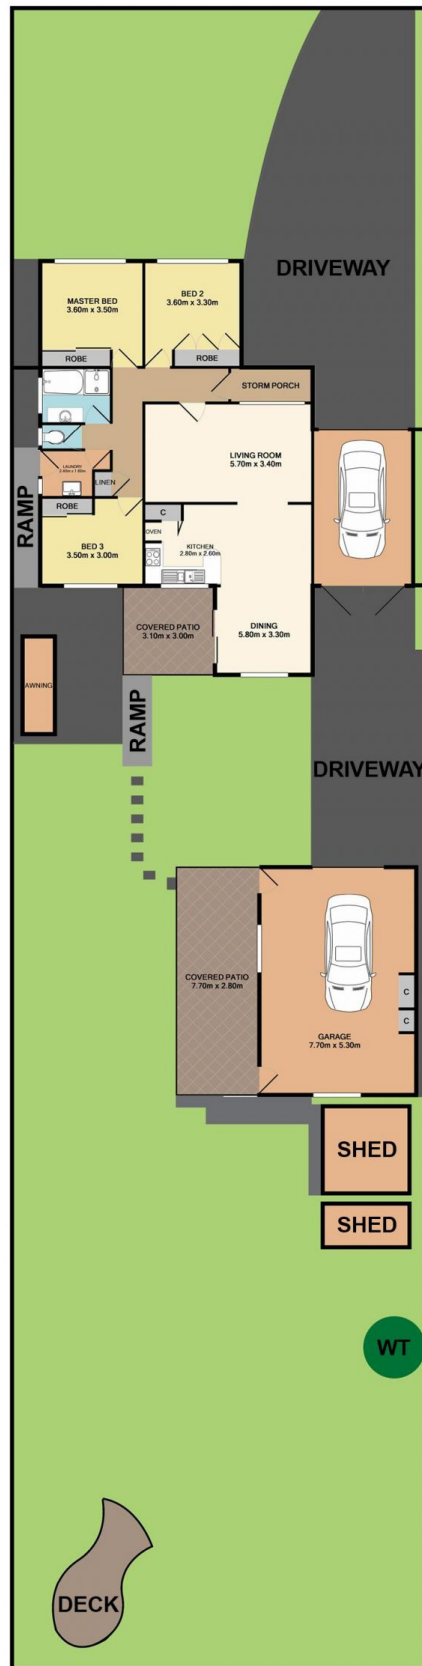 DRIVEWAY
MASTER BED
3.60m x 3.50m
BED 2
3.60m x 3.30m
ROBE
ROBE
STORM PORCH
LIVING ROOM
5.70m x 3.40m
LAUNDRY
LINEN
RAMP
ROBE
BED 3
3.50m x 3.00m
C
OVEN
KITCHEN
2.80m x 2.60m
COVERED PATIO
3.10m x 3.00m
DINING
5.80m x 3.30m
AWNING
RAMP
DRIVEWAY
COVERED PATIO
7.70m x 2.80m
C
C
GARAGE
7.70m x 5.30m
SHED
SHED
WT
DECK